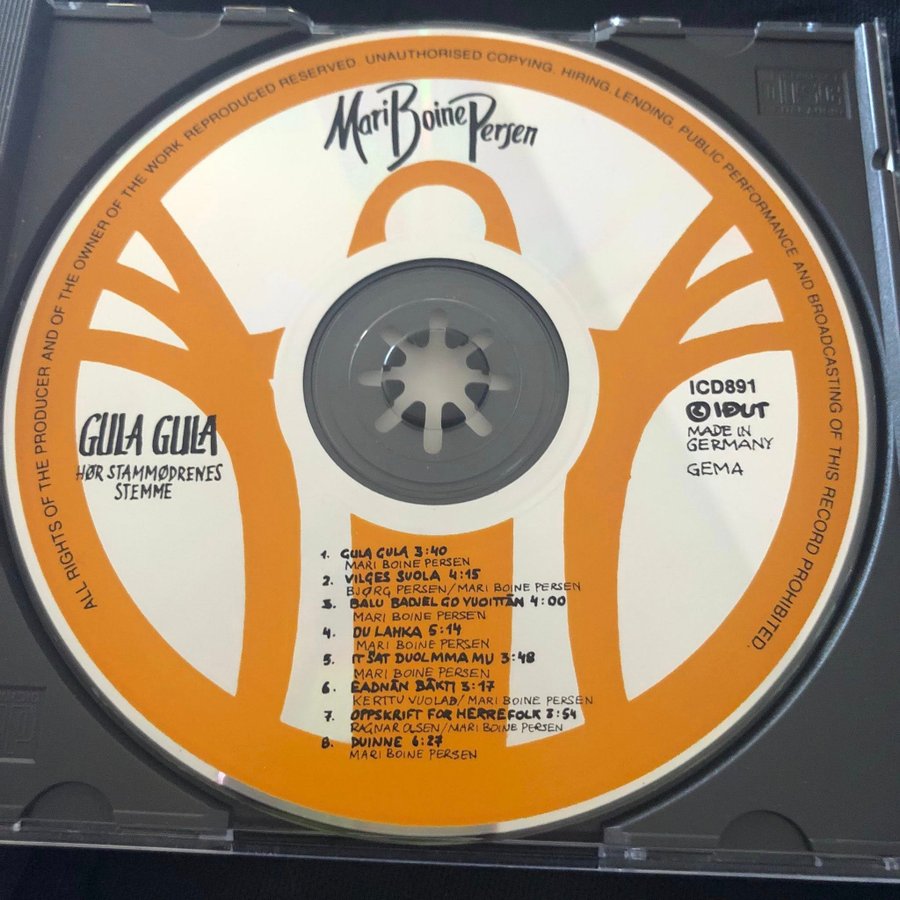 ALL RIGHTS OF THE PRODUCER AND OF THE OWNER OF THE WORK REPRODUCED RESERVED. UNAUTHORISED COPYING, HIRING, LENDING, PUBLIC PERFORMANCE AND BROADCASTING OF THIS RECORD PROHIBITED.
Mari Boine Persen
GULA GULA
HØR STAMMØDRENES
STEMME
ICD891
© IDUT
MADE IN
GERMANY
GEMA
1. GULA GULA 3:40
MARI BOINE PERSEN
2. VILGES SUOLA 4:15
BJØRG PERSEN/MARI BOINE PERSEN
3. BALU BADJEL GO VUOITTÁN 4:00
MARI BOINE PERSEN
4. DU LAHKA 5:14
MARI BOINE PERSEN
5. IT SAT DUOLMMA MU 3:48
MARI BOINE PERSEN
6. EADNÁN BÁKTI 3:17
KERTTU VUOLAB/MARI BOINE PERSEN
7. OPPSKRIFT FOR HERREFOLK 3:54
RAGNAR OLSEN/MARI BOINE PERSEN
8. DUINNE 6:27
MARI BOINE PERSEN